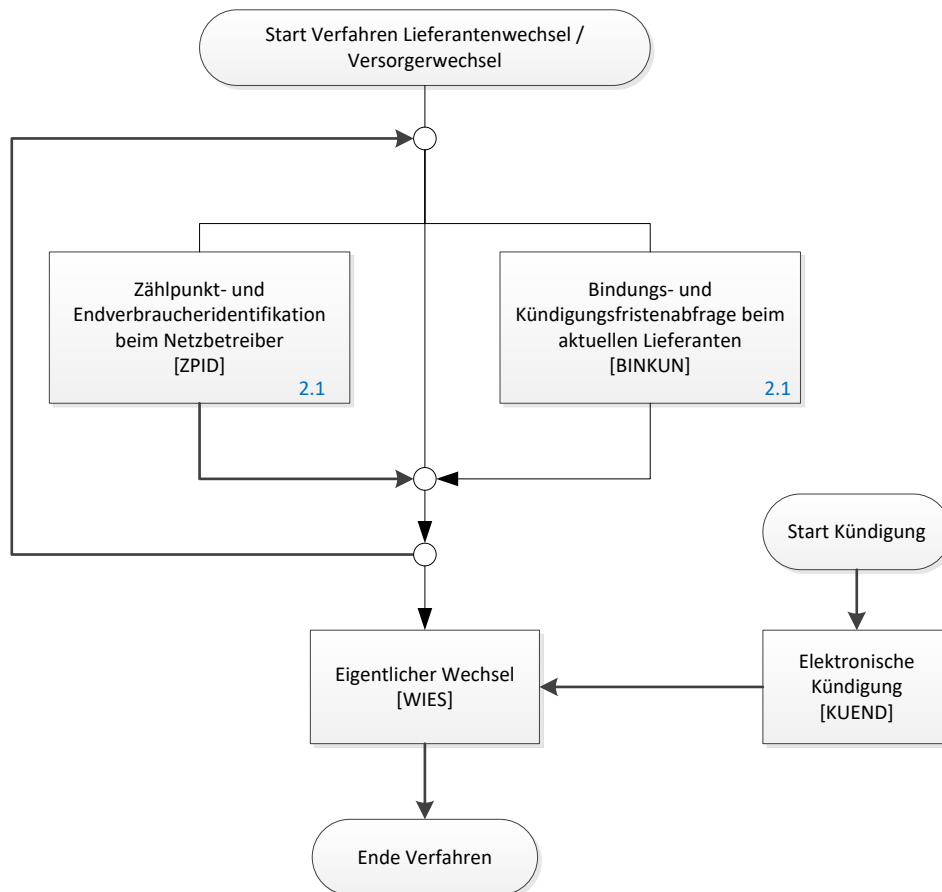 Start Verfahren Lieferantenwechsel /
Versorgerwechsel
Zählpunkt- und
Endverbraucheridentifikation
beim Netzbetreiber
[ZPID]
2.1
Bindungs- und
Kündigungsfristenabfrage beim
aktuellen Lieferanten
[BINKUN]
2.1
Start Kündigung
Eigentlicher Wechsel
[WIES]
Elektronische
Kündigung
[KUEND]
Ende Verfahren